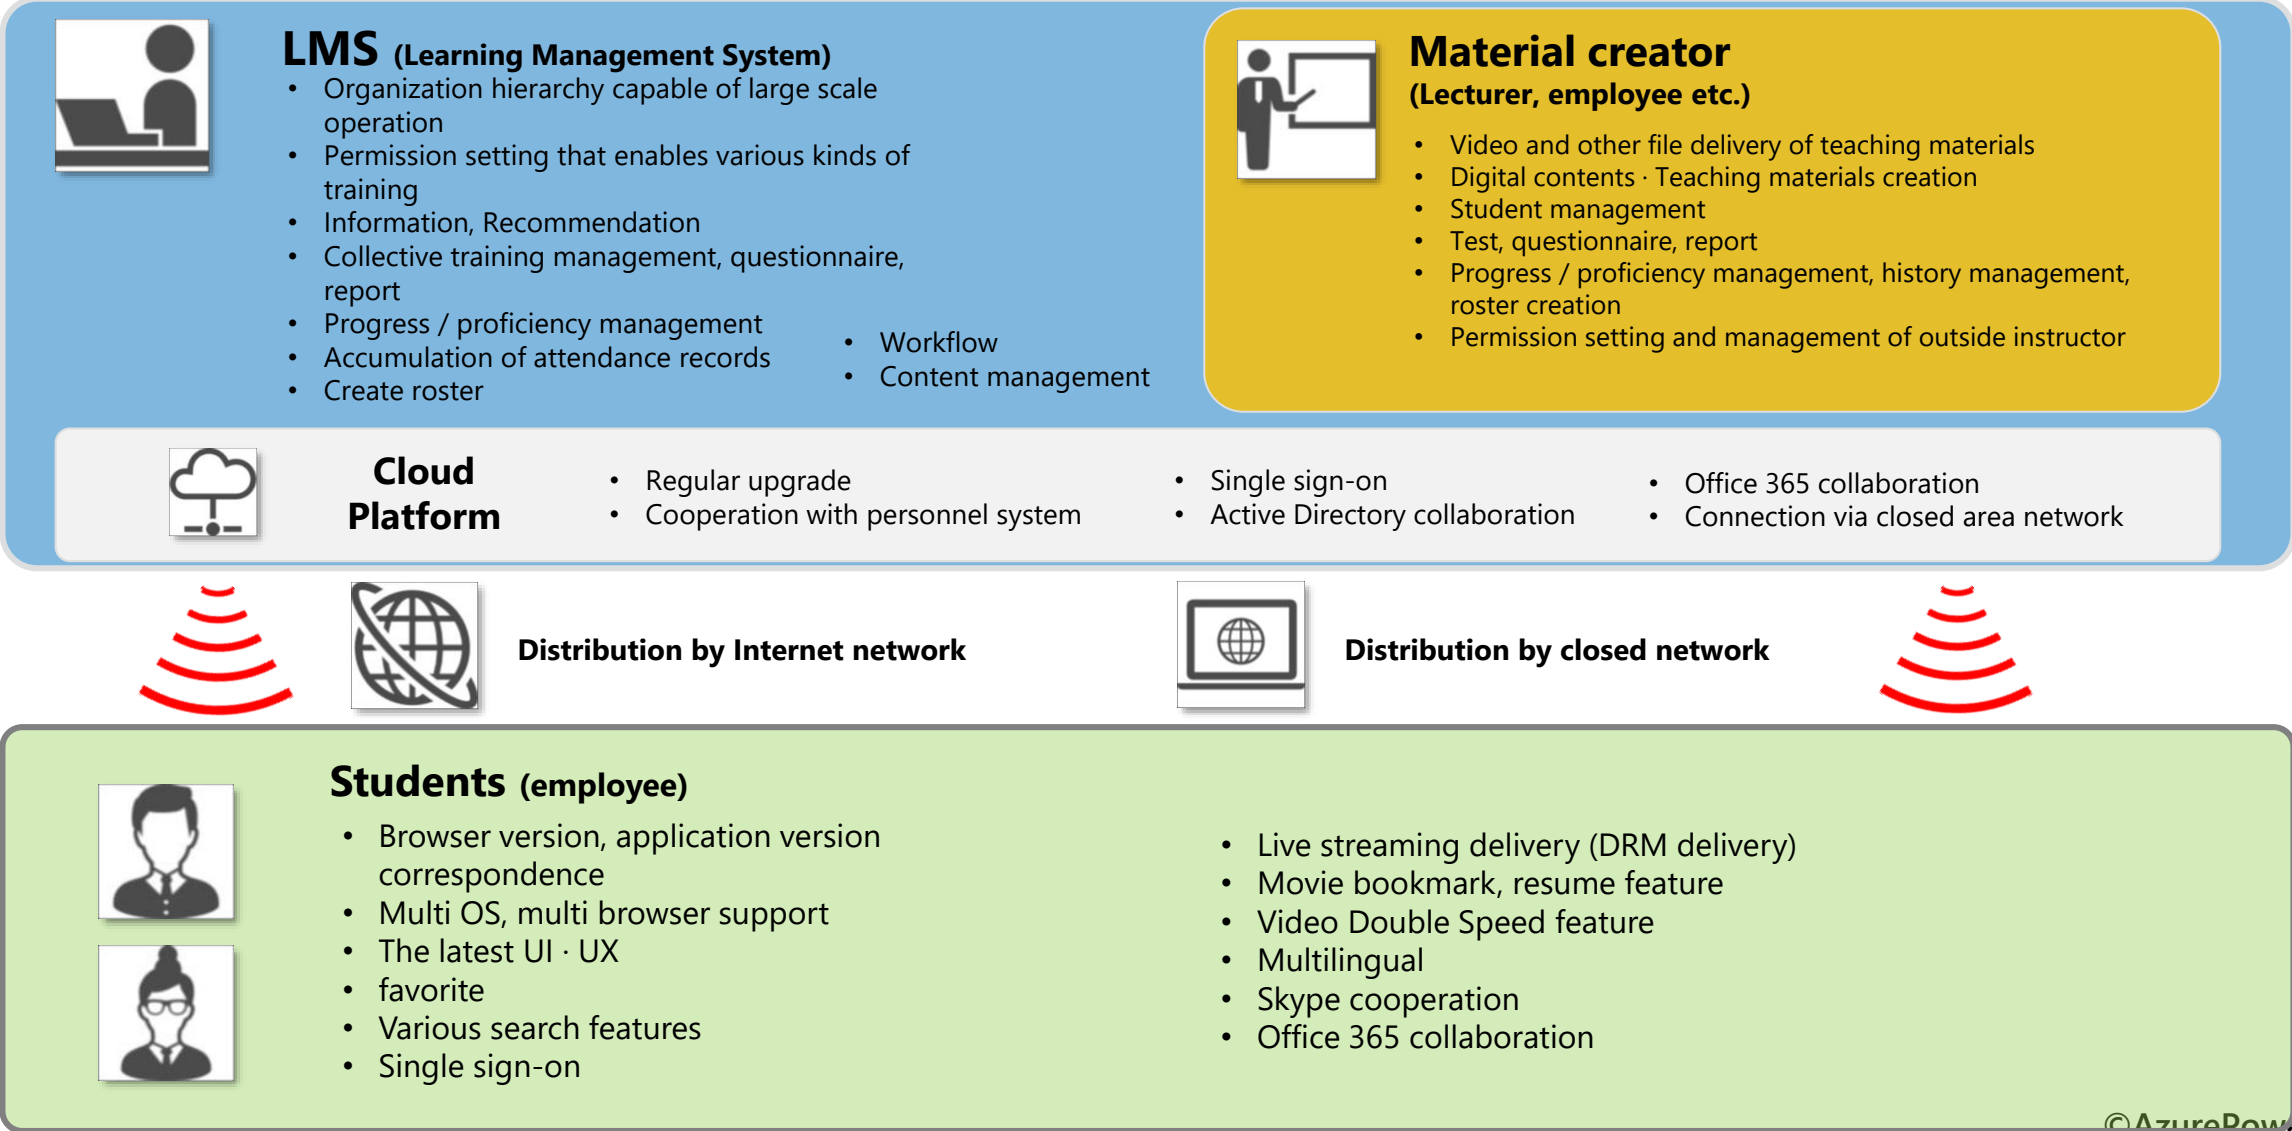 LMS (Learning Management System)
• Organization hierarchy capable of large scale
operation
• Permission setting that enables various kinds of
training
• Information, Recommendation
• Collective training management, questionnaire,
report
• Progress / proficiency management
• Accumulation of attendance records
• Create roster
• Workflow
• Content management
Material creator
(Lecturer, employee etc.)
• Video and other file delivery of teaching materials
• Digital contents · Teaching materials creation
• Student management
• Test, questionnaire, report
• Progress / proficiency management, history management,
roster creation
• Permission setting and management of outside instructor
Cloud
Platform
• Regular upgrade
• Cooperation with personnel system
• Single sign-on
• Active Directory collaboration
• Office 365 collaboration
• Connection via closed area network
Distribution by Internet network
Distribution by closed network
Students (employee)
• Browser version, application version
correspondence
• Multi OS, multi browser support
• The latest UI · UX
• favorite
• Various search features
• Single sign-on
• Live streaming delivery (DRM delivery)
• Movie bookmark, resume feature
• Video Double Speed feature
• Multilingual
• Skype cooperation
• Office 365 collaboration